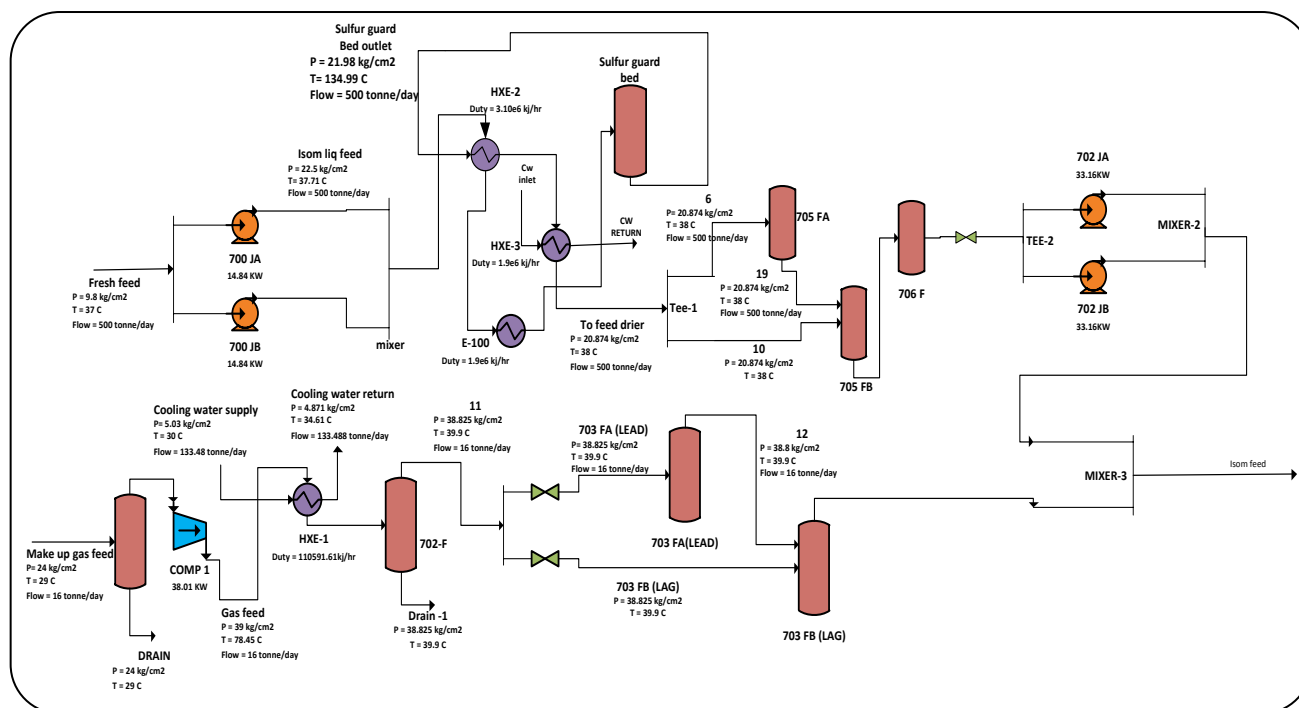 Sulfur guard
Bed outlet
P = 21.98 kg/cm2
T= 134.99 C
Flow = 500 tonne/day
HXE-2
Duty = 3.10e6 kj/hr
Sulfur guard
bed
Isom liq feed
P = 22.5 kg/cm2
T= 37.71 C
Flow = 500 tonne/day
Cw
inlet
CW
RETURN
HXE-3
Duty = 1.9e6 kj/hr
6
P= 20.874 kg/cm2
T = 38 C
Flow = 500 tonne/day
705 FA
702 JA
33.16KW
700 JA
14.84 KW
Fresh feed
P = 9.8 kg/cm2
T = 37 C
Flow = 500 tonne/day
700 JB
14.84 KW
mixer
E-100
Duty = 1.9e6 kj/hr
To feed drier
P = 20.874 kg/cm2
T= 38 C
Flow = 500 tonne/day
Tee-1
19
P = 20.874 kg/cm2
T = 38 C
Flow = 500 tonne/day
10
P = 20.874 kg/cm2
T = 38 C
705 FB
706 F
TEE-2
MIXER-2
702 JB
33.16KW
Cooling water supply
P= 5.03 kg/cm2
T = 30 C
Flow = 133.48 tonne/day
Cooling water return
P = 4.871 kg/cm2
T = 34.61 C
Flow = 133.488 tonne/day
11
P = 38.825 kg/cm2
T = 39.9 C
Flow = 16 tonne/day
703 FA (LEAD)
P= 38.825 kg/cm2
T = 39.9 C
Flow = 16 tonne/day
12
P = 38.8 kg/cm2
T = 39.9 C
Flow = 16 tonne/day
MIXER-3
Isom feed
Make up gas feed
P= 24 kg/cm2
T = 29 C
Flow = 16 tonne/day
COMP 1
38.01 KW
HXE-1
Duty = 110591.61kj/hr
702-F
703 FA(LEAD)
703 FB (LAG)
P = 38.825 kg/cm2
T = 39.9 C
703 FB (LAG)
Gas feed
P = 39 kg/cm2
T = 78.45 C
Flow = 16 tonne/day
Drain -1
P = 38.825 kg/cm2
T = 39.9 C
DRAIN
P = 24 kg/cm2
T = 29 C